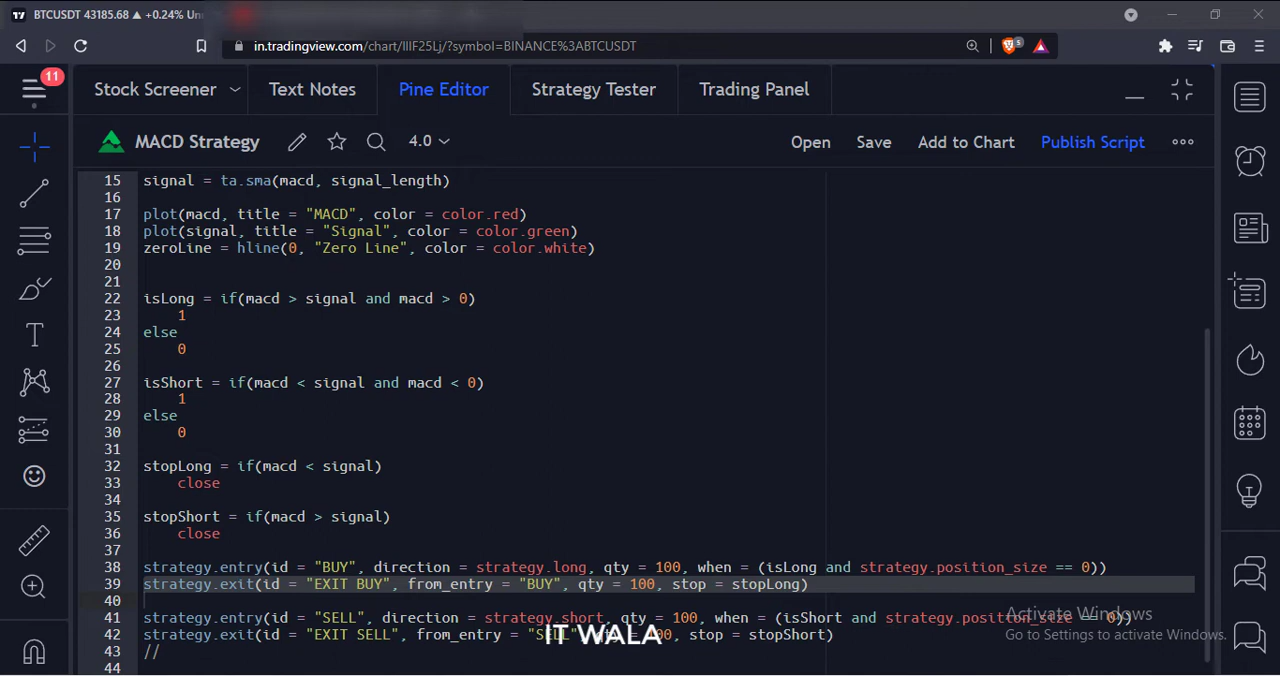 BTCUSDT 43185.68 ▲ +0.24% Un
in.tradingview.com/chart/IIIF25Lj/?symbol=BINANCE%3ABTCUSDT
5
11
Stock Screener Text Notes Pine Editor Strategy Tester Trading Panel
MACD Strategy 4.0 Open Save Add to Chart Publish Script
15 signal = ta.sma(macd, signal_length)
16
17 plot(macd, title = "MACD", color = color.red)
18 plot(signal, title = "Signal", color = color.green)
19 zeroLine = hline(0, "Zero Line", color = color.white)
20
21
22 isLong = if(macd > signal and macd > 0)
23 1
24 else
25 0
26
27 isShort = if(macd < signal and macd < 0)
28 1
29 else
30 0
31
32 stopLong = if(macd < signal)
33 close
34
35 stopShort = if(macd > signal)
36 close
37
38 strategy.entry(id = "BUY", direction = strategy.long, qty = 100, when = (isLong and strategy.position_size == 0))
39 strategy.exit(id = "EXIT BUY", from_entry = "BUY", qty = 100, stop = stopLong)
40
41 strategy.entry(id = "SELL", direction = strategy.short, qty = 100, when = (isShort and strategy.position_size == 0))
42 strategy.exit(id = "EXIT SELL", from_entry = "SELL", qty = 100, stop = stopShort)
43 //
44
IT WALA
Activate Windows
Go to Settings to activate Windows.